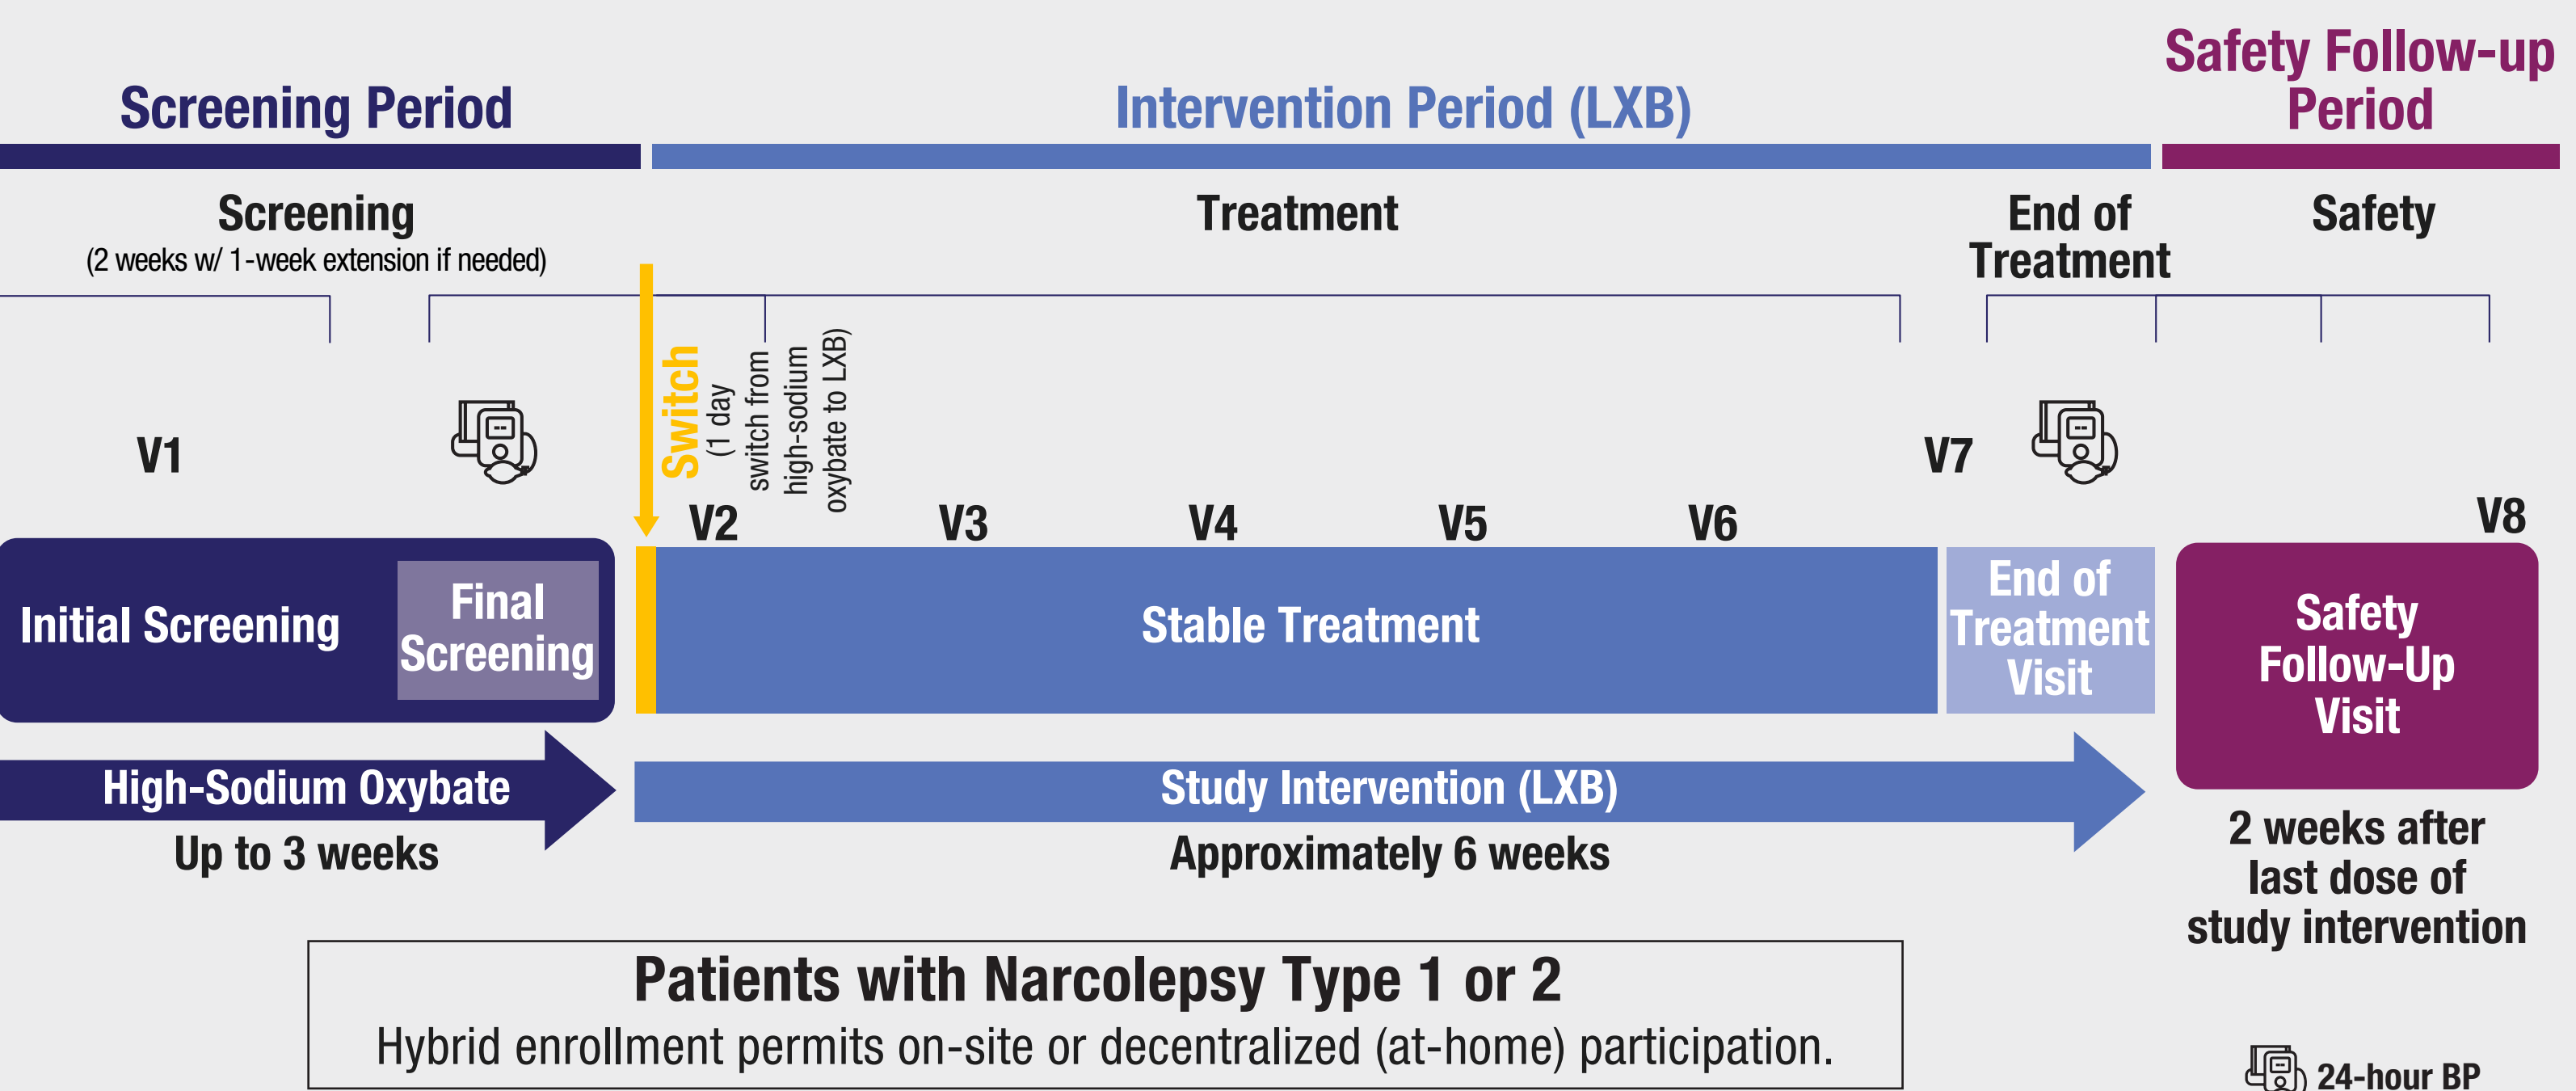 Screening Period
Intervention Period (LXB)
Safety Follow-up
Period
Screening
(2 weeks w/ 1-week extension if needed)
Treatment
End of
Treatment
Safety
Switch
(1 day
switch from
high-sodium
oxybate to LXB)
V1
V2
V3
V4
V5
V6
V7
V8
Initial Screening
Final
Screening
Stable Treatment
End of
Treatment
Visit
Safety
Follow-Up
Visit
High-Sodium Oxybate
Up to 3 weeks
Study Intervention (LXB)
Approximately 6 weeks
2 weeks after
last dose of
study intervention
Patients with Narcolepsy Type 1 or 2
Hybrid enrollment permits on-site or decentralized (at-home) participation.
24-hour BP